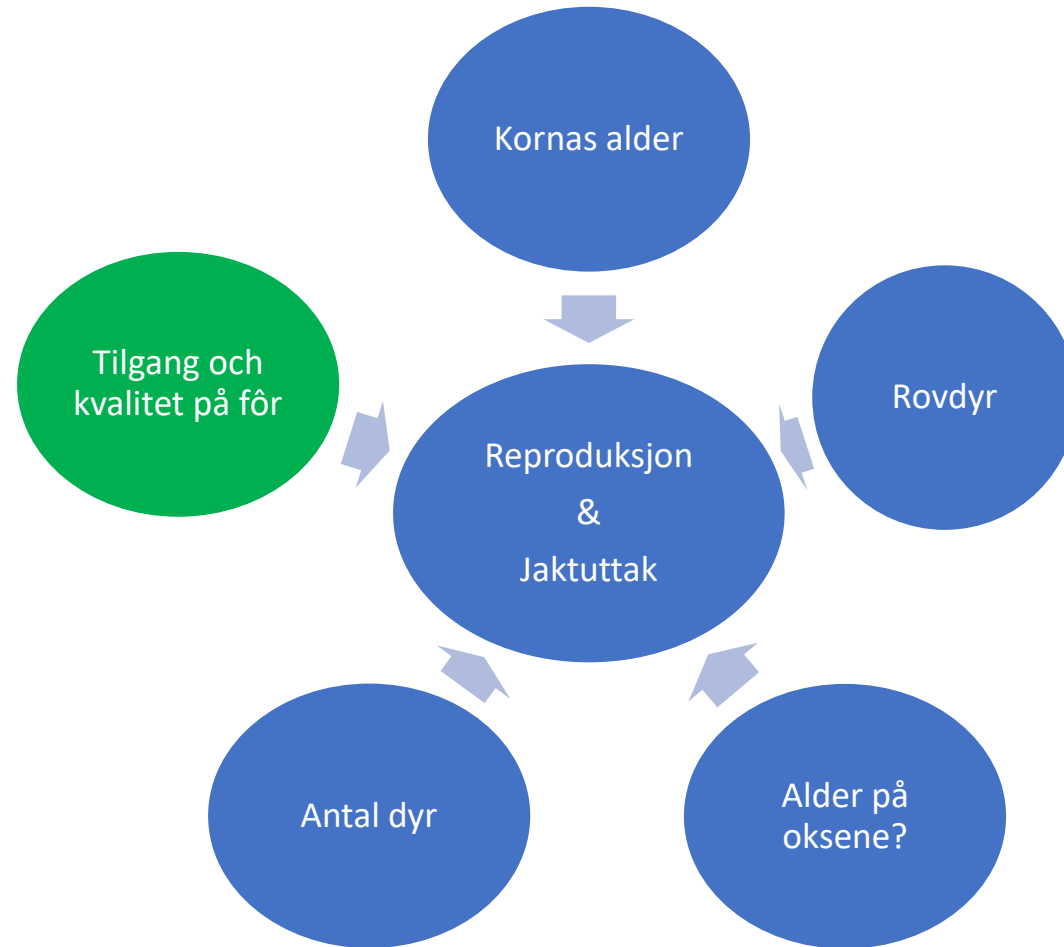 Kornas alder
Tilgang och
kvalitet på fôr
Rovdyr
Reproduksjon
&
Jaktuttak
Antal dyr
Alder på
oksene?